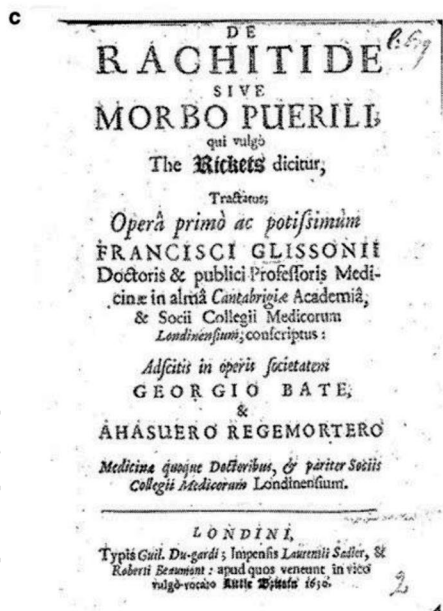 c
DE
RACHITIDE
SIVE
MORBO PUERILI,
qui vulgò
The Rickets dicitur,
Tractatus;
Operâ primò ac potissimùm
FRANCISCI GLISSONII
Doctoris & publici Professoris Medi-
cinæ in almâ Cantabrigiæ Academiâ,
& Socii Collegii Medicorum
Londinensium; conscriptus:
Adscitis in operis societatem
GEORGIO BATE,
&
AHASUERO REGEMORTERO
Medicinæ quoque Doctoribus, & pariter Sociis
Collegii Medicorum Londinensium.
LONDINI,
Typis Guil. Du-gardi; Impensis Laurentii Sadler, &
Roberti Beaumont: apud quos veneunt in vico
vulgò vocato Little Britain 1650.
2